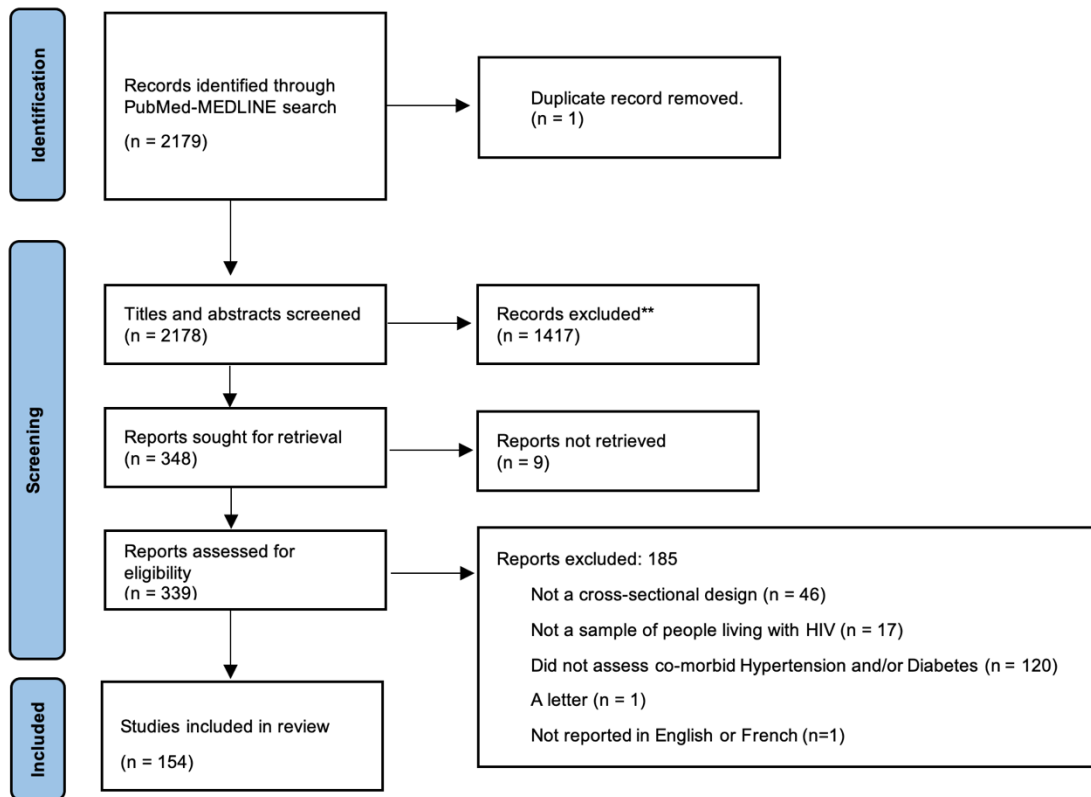 Identification
Records identified through
PubMed-MEDLINE search
(n = 2179)
Duplicate record removed.
(n = 1)
Screening
Titles and abstracts screened
(n = 2178)
Records excluded**
(n = 1417)
Reports sought for retrieval
(n = 348)
Reports not retrieved
(n = 9)
Reports assessed for
eligibility
(n = 339)
Reports excluded: 185
Not a cross-sectional design (n = 46)
Not a sample of people living with HIV (n = 17)
Did not assess co-morbid Hypertension and/or Diabetes (n = 120)
A letter (n = 1)
Not reported in English or French (n=1)
Included
Studies included in review
(n = 154)